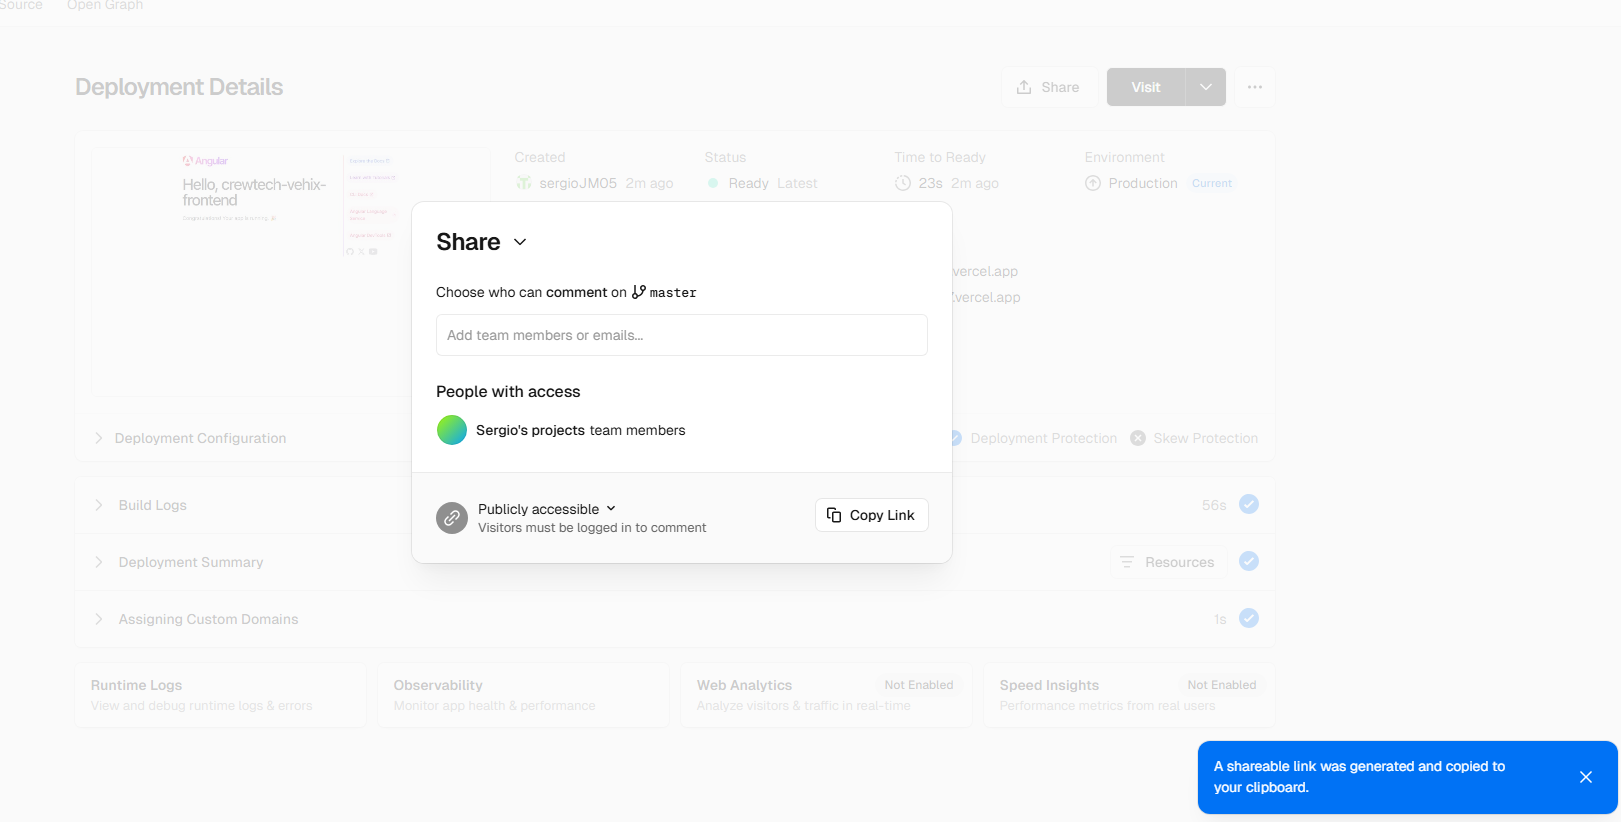 Source Open Graph
Deployment Details
Share Visit
Angular
Hello, crewtech-vehix-
frontend
Created Status Time to Ready Environment
sergioJM05 2m ago Ready Latest 23s 2m ago Production Current
Share
Choose who can comment on master
vercel.app
.vercel.app
Add team members or emails...
People with access
Sergio's projects team members
Deployment Configuration Deployment Protection Skew Protection
Publicly accessible
Visitors must be logged in to comment
Copy Link
Build Logs 56s
Deployment Summary Resources
Assigning Custom Domains 1s
Runtime Logs
View and debug runtime logs & errors
Observability
Monitor app health & performance
Web Analytics Not Enabled
Analyze visitors & traffic in real-time
Speed Insights Not Enabled
Performance metrics from real users
A shareable link was generated and copied to
your clipboard.